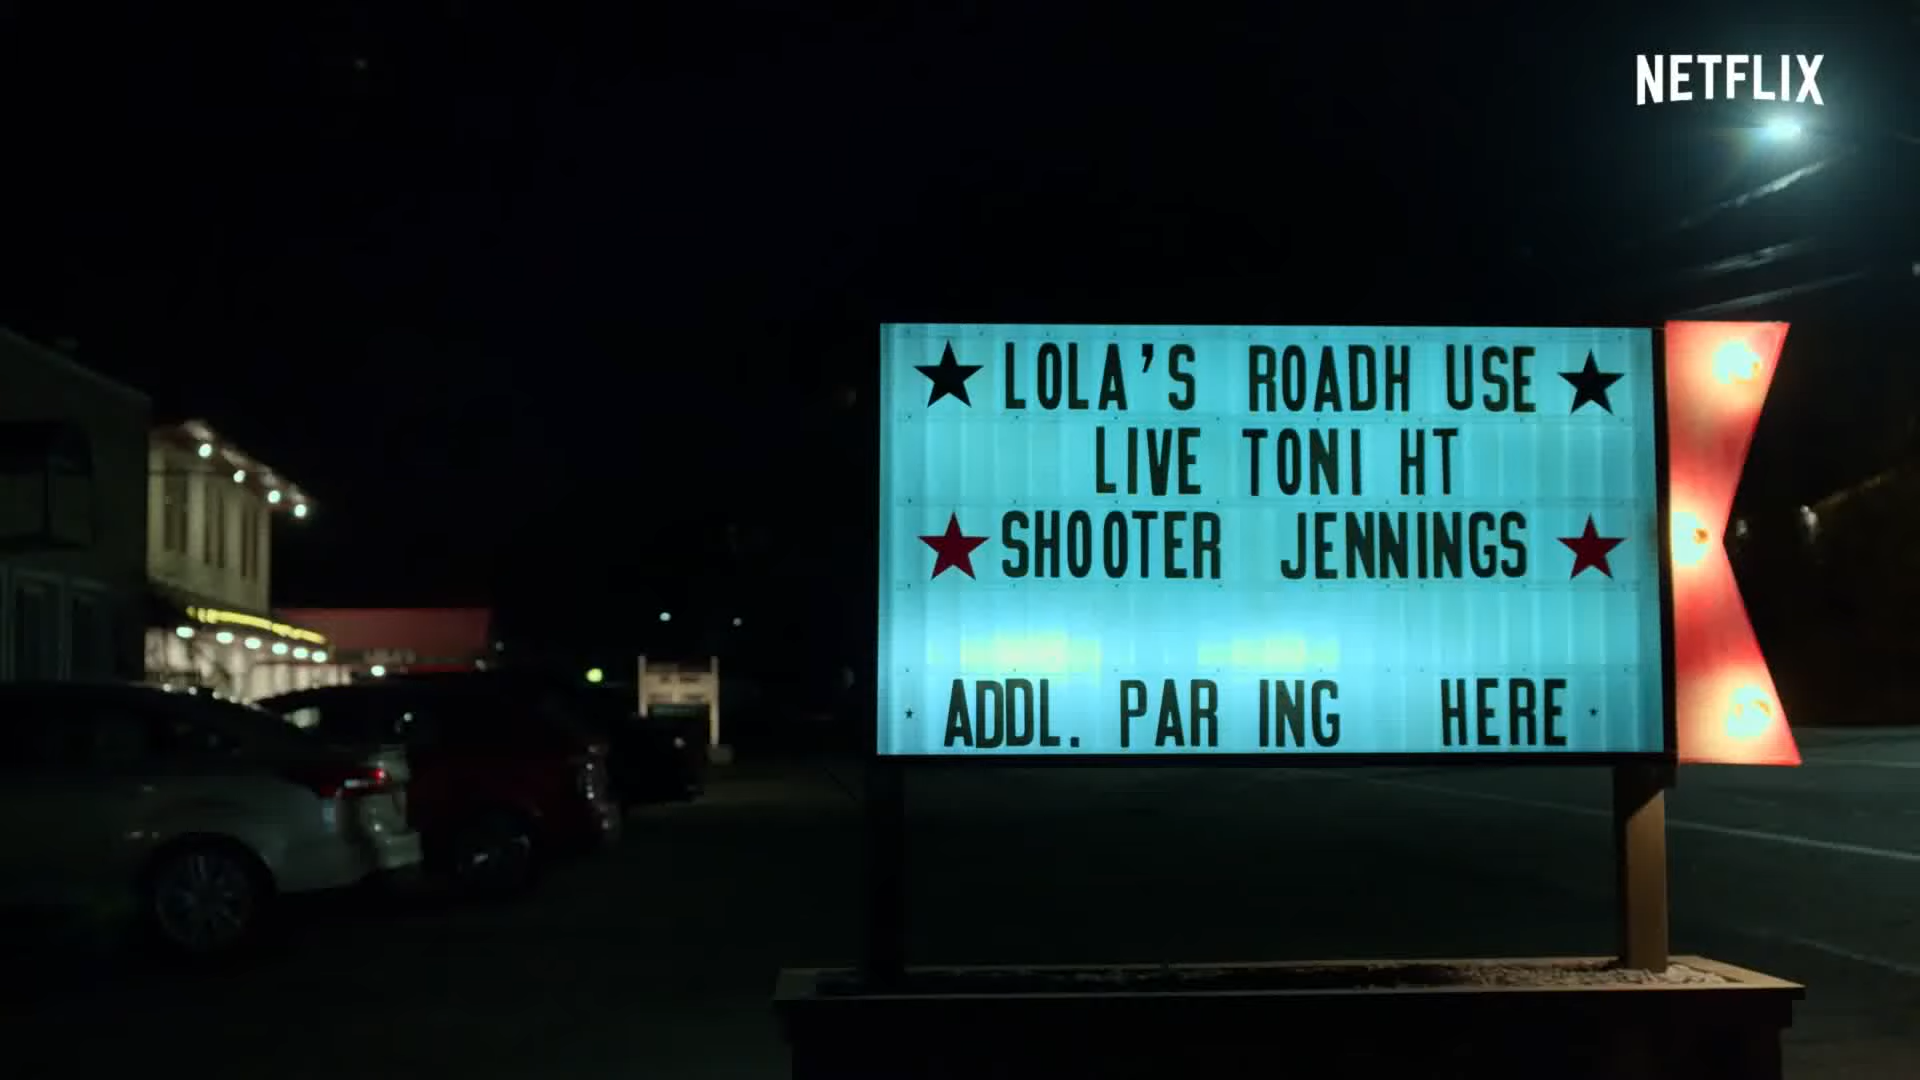 NETFLIX
★ LOLA'S ROADH USE ★
LIVE TONI HT
★ SHOOTER JENNINGS ★
ADDL. PAR ING HERE